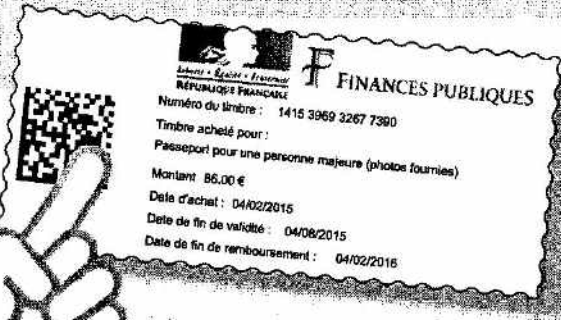 Liberté • Égalité • Fraternité
RÉPUBLIQUE FRANÇAISE
FINANCES PUBLIQUES
Numéro du timbre : 1415 3969 3267 7390
Timbre acheté pour :
Passeport pour une personne majeure (photos fournies)
Montant 86.00 €
Date d'achat : 04/02/2015
Date de fin de validité : 04/08/2015
Date de fin de remboursement : 04/02/2016